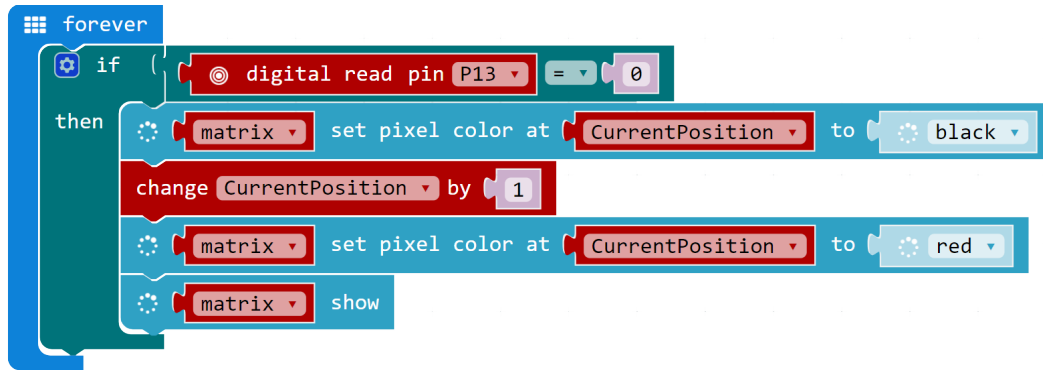 forever
if digital read pin P13 = 0
then matrix set pixel color at CurrentPosition to black
change CurrentPosition by 1
matrix set pixel color at CurrentPosition to red
matrix show